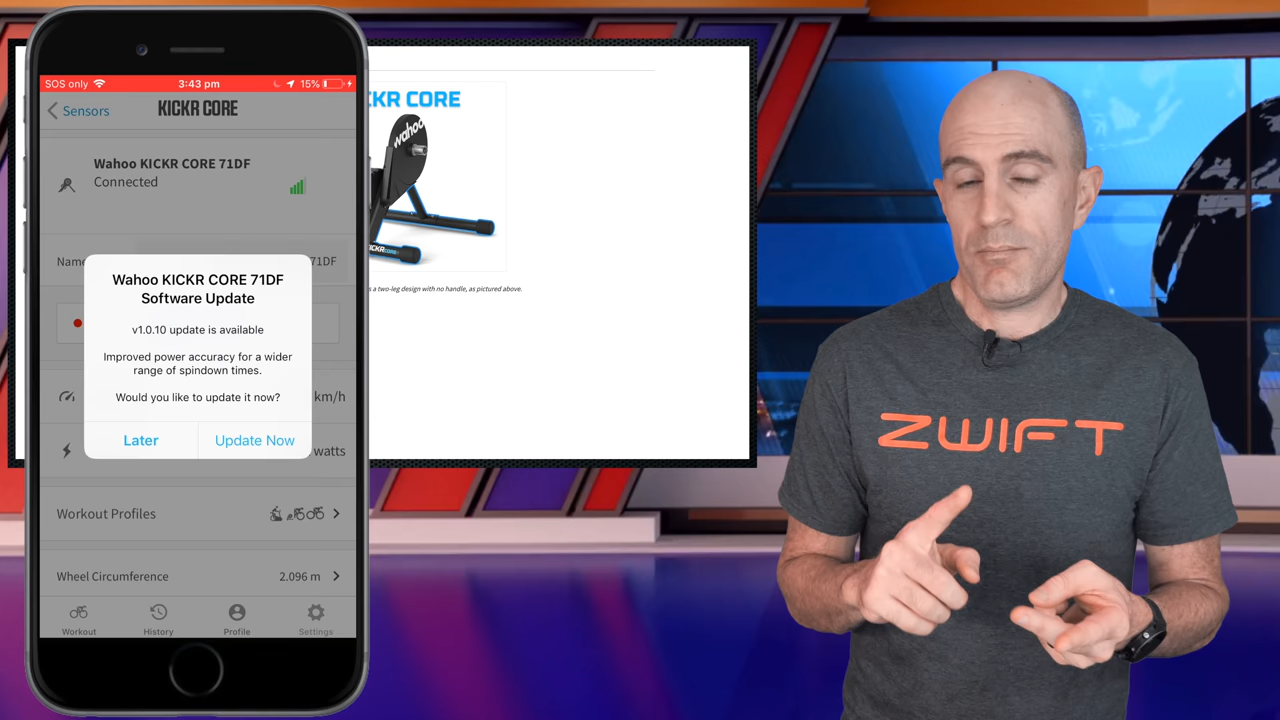 SOS only
3:43 pm
15%
Sensors
KICKR CORE
Wahoo KICKR CORE 71DF
Connected
Name
71DF
Wahoo KICKR CORE 71DF
Software Update
v1.0.10 update is available
Improved power accuracy for a wider
range of spindown times.
Would you like to update it now?
Later
Update Now
km/h
watts
Workout Profiles
Wheel Circumference
2.096 m
Workout
History
Profile
Settings
CKR CORE
wahoo
KICKR CORE
s a two-leg design with no handle, as pictured above.
ZWIFT